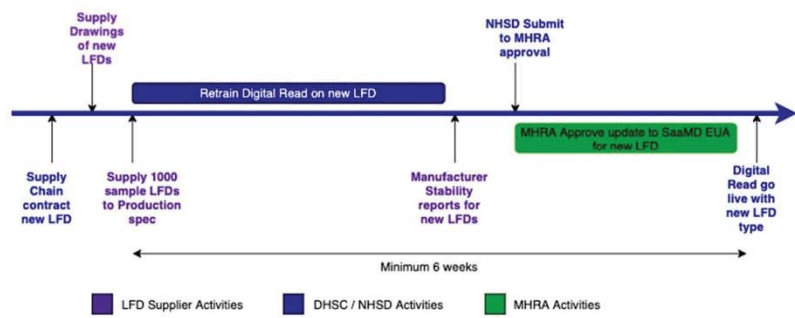 Supply
Drawings
of new
LFDs
NHSD Submit
to MHRA
approval
Retrain Digital Read on new LFD
MHRA Approve update to SaaMD EUA
for new LFD
Supply
Chain
contract
new LFD
Supply 1000
sample LFDs
to Production
spec
Manufacturer
Stability
reports for
new LFDs
Digital
Read go
live with
new LFD
type
Minimum 6 weeks
LFD Supplier Activities
DHSC / NHSD Activities
MHRA Activities